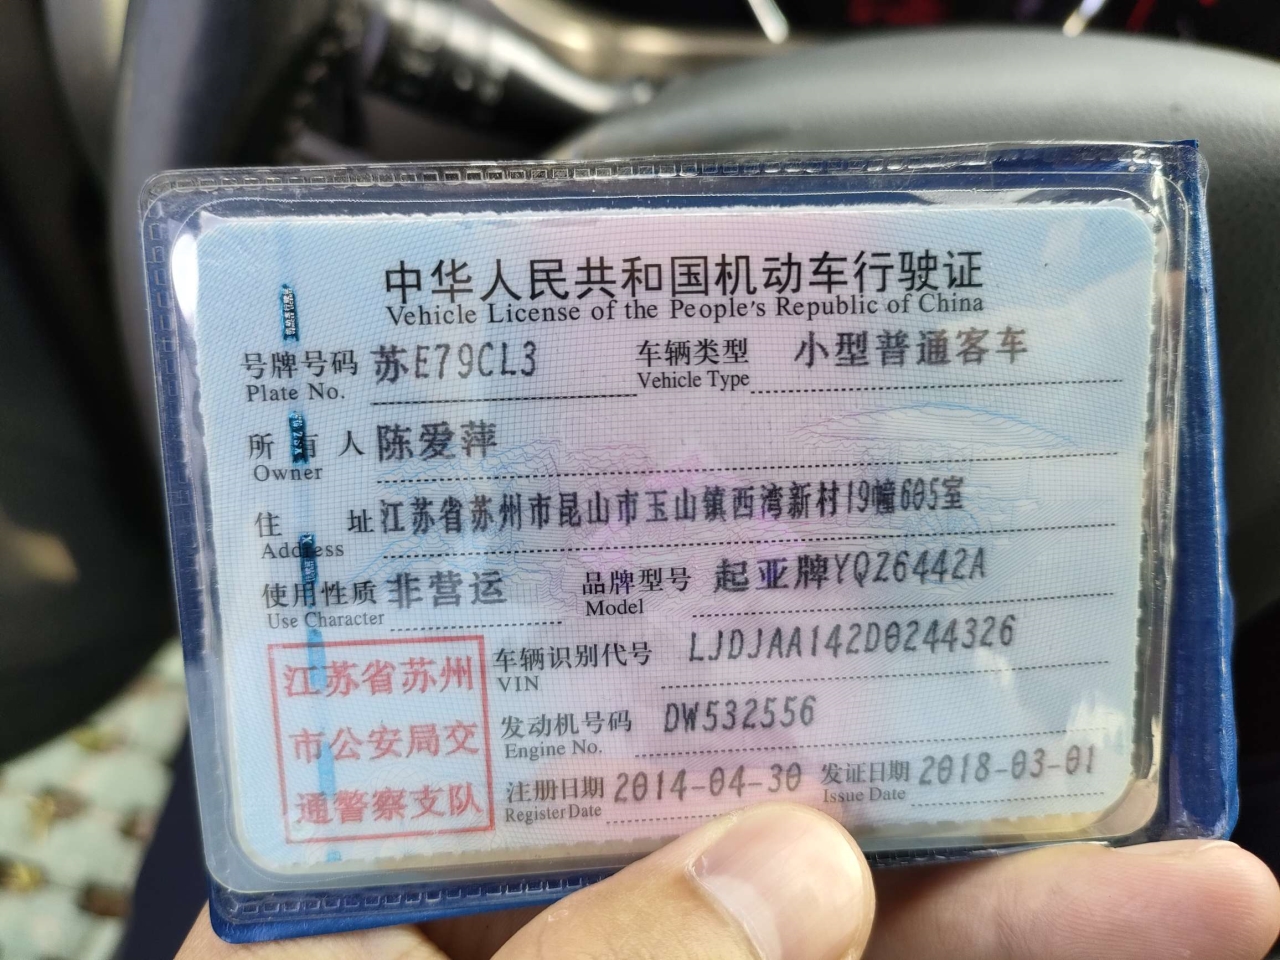 中华人民共和国机动车行驶证
Vehicle License of the People's Republic of China
号牌号码 苏E79CL3 车辆类型 小型普通客车
Plate No. Vehicle Type
所有人 陈爱萍
Owner
住址 江苏省苏州市昆山市玉山镇西湾新村19幢605室
Address
使用性质 非营运 品牌型号 起亚牌YQZ6442A
Use Character Model
车辆识别代号 LJDJAA142D0244326
VIN
发动机号码 DW532556
Engine No.
注册日期 2014-04-30 发证日期 2018-03-01
Register Date Issue Date
江苏省苏州
市公安局交
通警察支队